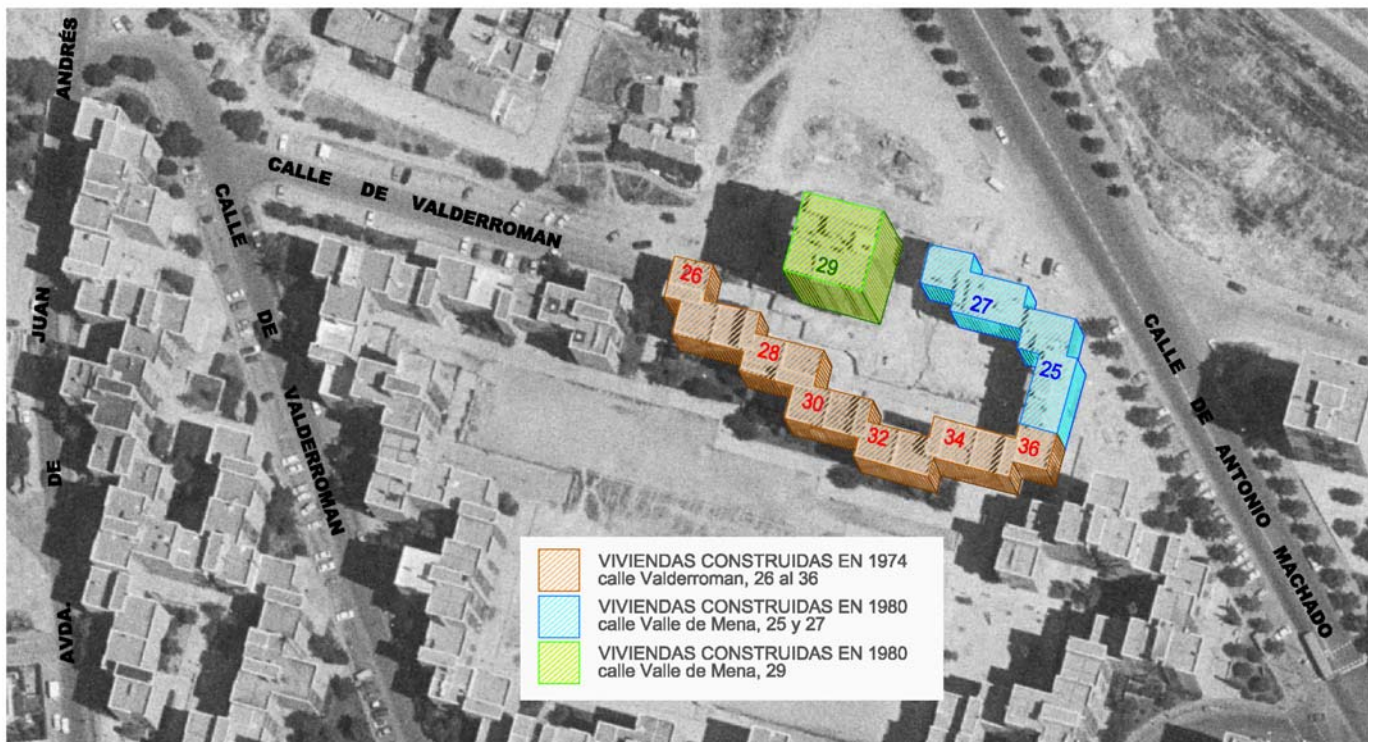 AVDA. DE JUAN ANDRÉS
CALLE DE VALDERROMAN
CALLE DE VALDERROMAN
CALLE DE ANTONIO MACHADO
26
28
30
32
34
36
29
27
25
VIVIENDAS CONSTRUIDAS EN 1974
calle Valderroman, 26 al 36
VIVIENDAS CONSTRUIDAS EN 1980
calle Valle de Mena, 25 y 27
VIVIENDAS CONSTRUIDAS EN 1980
calle Valle de Mena, 29